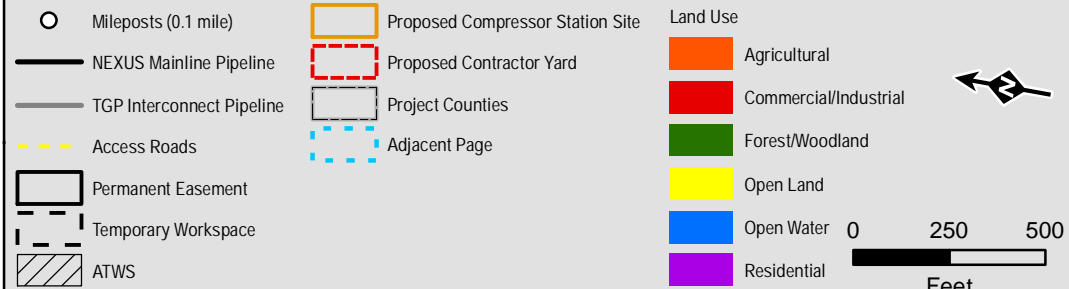 Mileposts (0.1 mile)
NEXUS Mainline Pipeline
TGP Interconnect Pipeline
Access Roads
Permanent Easement
Temporary Workspace
ATWS
Proposed Compressor Station Site
Proposed Contractor Yard
Project Counties
Adjacent Page
Land Use
Agricultural
Commercial/Industrial
Forest/Woodland
Open Land
Open Water
Residential
N
0 250 500
Feet